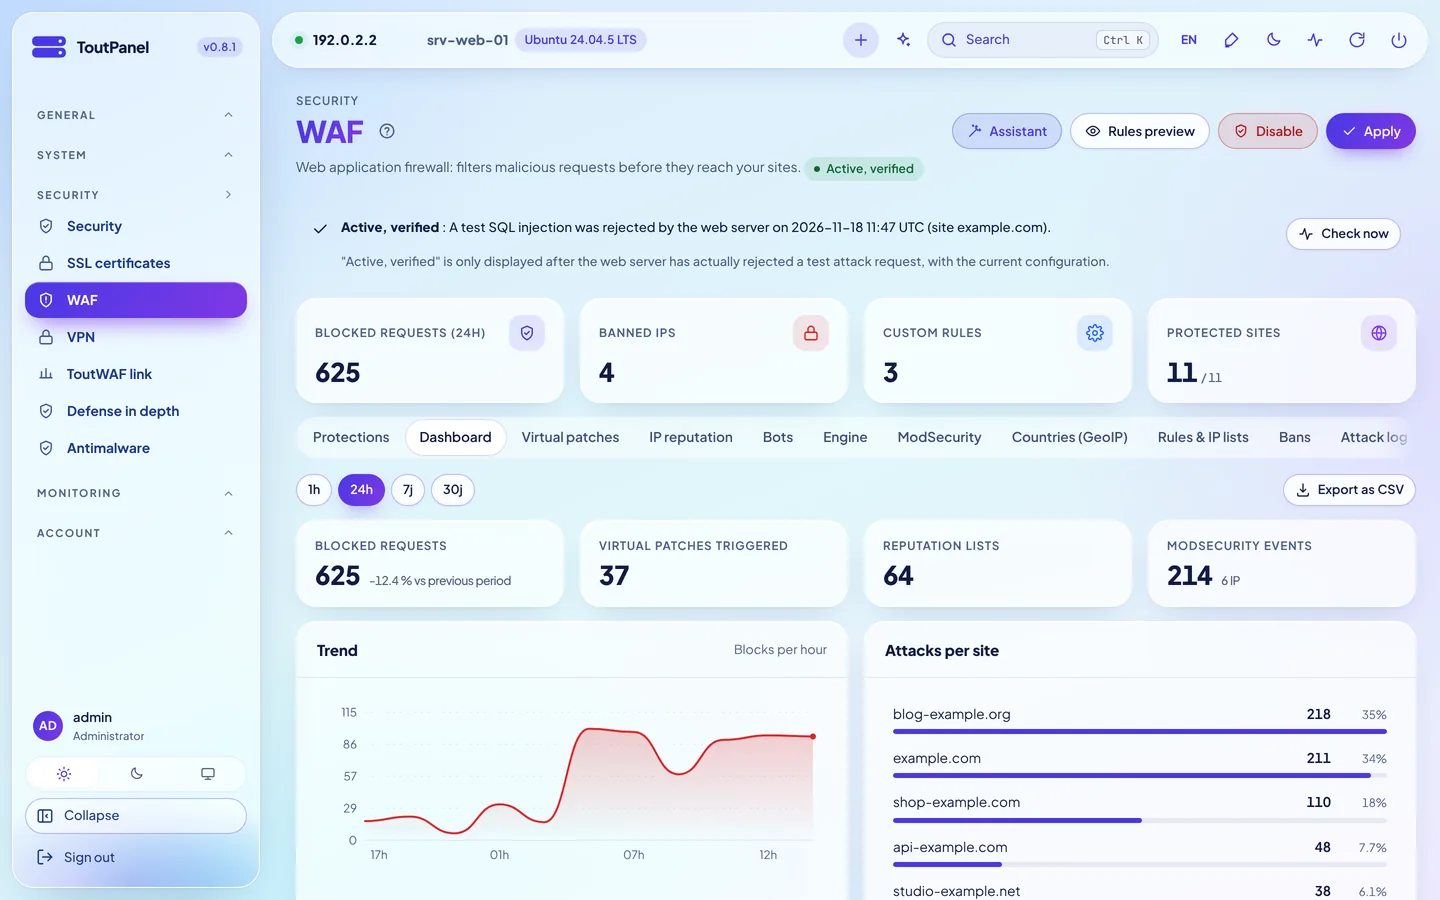 ToutPanel v0.8.1
GENERAL
SYSTEM
SECURITY
Security
SSL certificates
WAF
VPN
ToutWAF link
Defense in depth
Antimalware
MONITORING
ACCOUNT
AD admin
Administrator
Collapse
Sign out
192.0.2.2 srv-web-01 Ubuntu 24.04.5 LTS Search Ctrl K EN
SECURITY
WAF
Web application firewall: filters malicious requests before they reach your sites. Active, verified
Assistant Rules preview Disable Apply
Active, verified : A test SQL injection was rejected by the web server on 2026-11-18 11:47 UTC (site example.com).
"Active, verified" is only displayed after the web server has actually rejected a test attack request, with the current configuration.
Check now
BLOCKED REQUESTS (24H)
625
BANNED IPS
4
CUSTOM RULES
3
PROTECTED SITES
11 / 11
Protections Dashboard Virtual patches IP reputation Bots Engine ModSecurity Countries (GeoIP) Rules & IP lists Bans Attack log
1h 24h 7j 30j Export as CSV
BLOCKED REQUESTS
625 -12.4 % vs previous period
VIRTUAL PATCHES TRIGGERED
37
REPUTATION LISTS
64
MODSECURITY EVENTS
214 6 IP
Trend Blocks per hour
115
86
57
29
0
17h 01h 07h 12h
Attacks per site
blog-example.org 218 35%
example.com 211 34%
shop-example.com 110 18%
api-example.com 48 7.7%
studio-example.net 38 6.1%